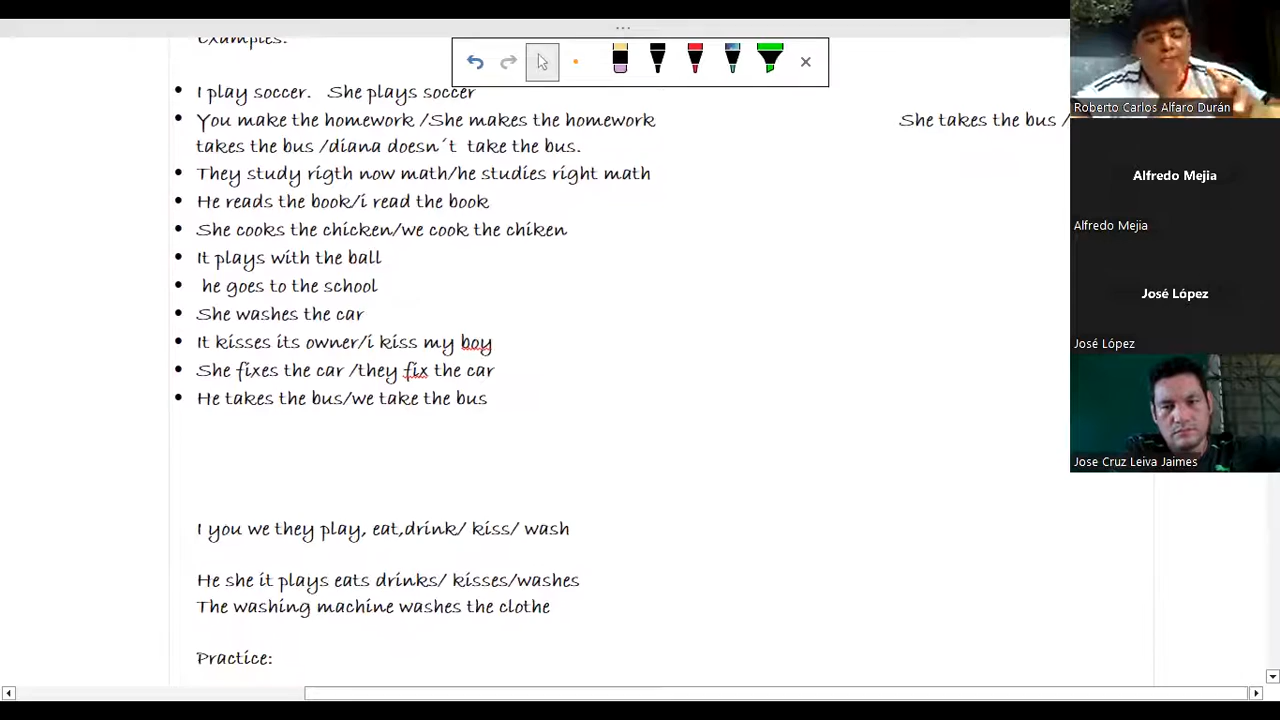 Examples:
I play soccer. She plays soccer
You make the homework /She makes the homework
She takes the bus /
takes the bus /diana doesn´t take the bus.
They study rigth now math/he studies right math
He reads the book/i read the book
She cooks the chicken/we cook the chiken
It plays with the ball
he goes to the school
She washes the car
It kisses its owner/i kiss my boy
She fixes the car /they fix the car
He takes the bus/we take the bus
I you we they play, eat,drink/ kiss/ wash
He she it plays eats drinks/ kisses/washes
The washing machine washes the clothe
Practice:
Roberto Carlos Alfaro Durán
Alfredo Mejia
Alfredo Mejia
José López
José López
Jose Cruz Leiva Jaimes